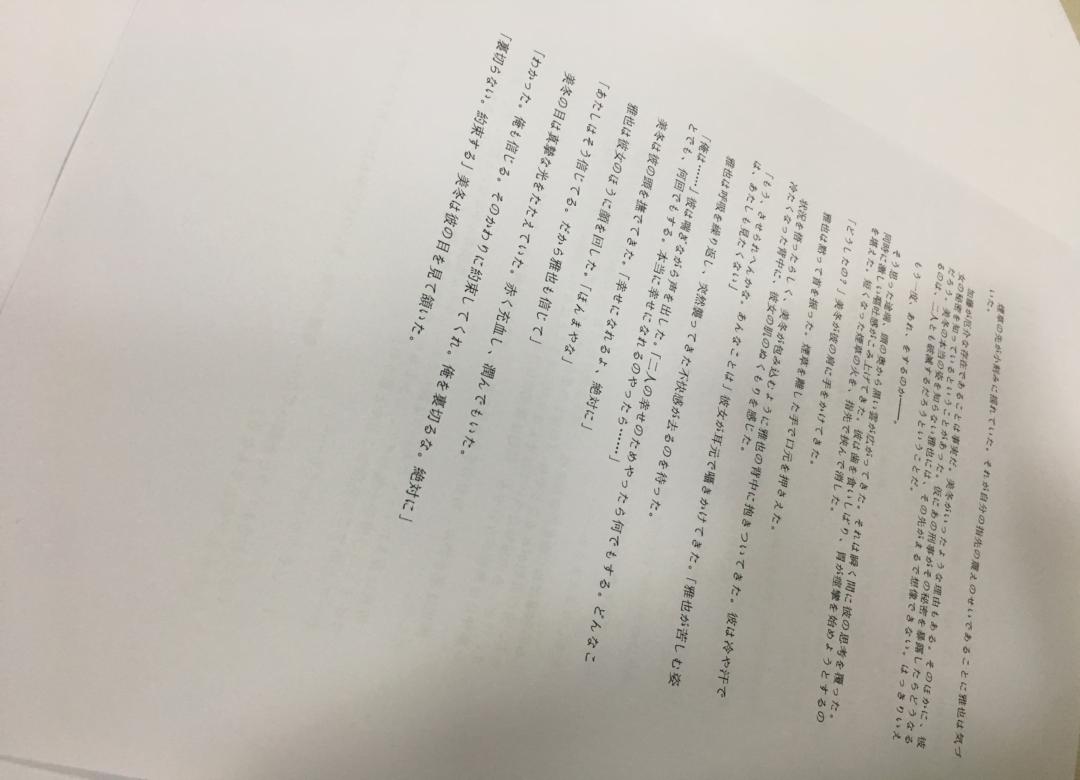 煙草の先が小刻みに揺れていた。それが自分の指先の震えのせいであることに雅也は気づ
いた。
加藤が厄介な存在であることは事実だ。美冬がいったような理由もある。そのほかに、彼
女の秘密を知っているということがあった。仮にあの刑事がその秘密を暴露したらどうなる
だろう。美冬の本当の姿を知らない雅也には、その先がまるで想像できない。はっきりいえ
るのは、二人とも破滅するだろうということだ。
もう一度、あれ、をするのか――。
そう思った途端、頭の奥から黒い雲が広がってきた。それは瞬く間に彼の思考を覆った。
同時に激しい嘔吐感がこみ上げてきた。彼は歯を食いしばり、胃が痙攣を始めようとするの
を堪えた。短くなった煙草の火を、指先で挟んで消した。
「どうしたの？」美冬が彼の肩に手をかけてきた。
雅也は黙って首を振った。煙草を離した手で口元を押さえた。
状況を悟ったらしく、美冬が包み込むように雅也の背中に抱きついてきた。彼は冷や汗で
冷たくなった背中に、彼女の肌のぬくもりを感じた。
「もう、させられへんかな。あんなことは」彼女が耳元で囁きかけてきた。「雅也が苦しむ姿
は、あたしも見たくない」
雅也は呼吸を繰り返し、突然襲ってきた不快感が去るのを待った。
「俺は……」彼は喘ぎながら声を出した。「二人の幸せのためやったら何でもする。どんなこ
とでも、何回でもする。本当に幸せになれるのやったら……」
美冬は彼の頭を撫でてきた。「幸せになれるよ、絶対に」
雅也は彼女のほうに顔を回した。「ほんまやな」
「あたしはそう信じてる。だから雅也も信じて」
美冬の目は真摯な光をたたえていた。赤く充血し、潤んでもいた。
「わかった。俺も信じる。そのかわりに約束してくれ。俺を裏切るな。絶対に」
「裏切らない。約束する」美冬は彼の目を見て頷いた。